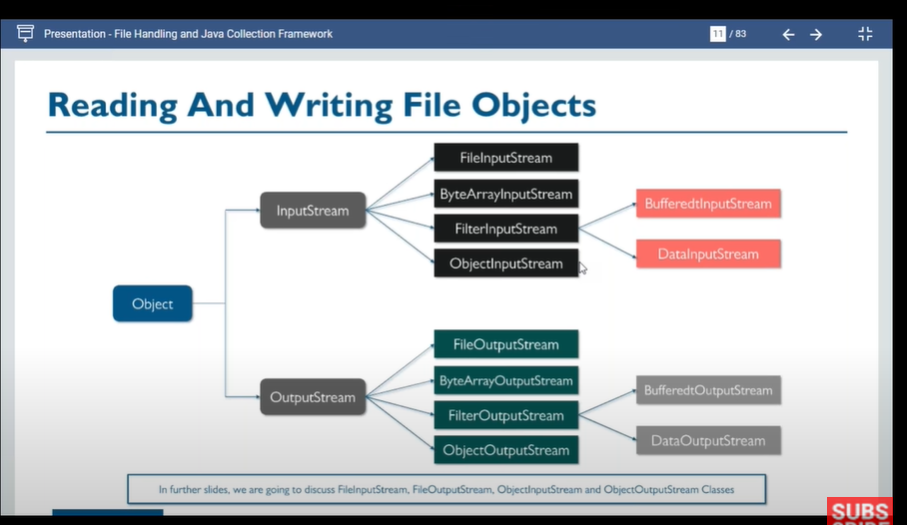 Presentation - File Handling and Java Collection Framework
11 / 83
Reading And Writing File Objects
FileInputStream
ByteArrayInputStream
BufferedtInputStream
InputStream
FilterInputStream
DataInputStream
ObjectInputStream
Object
FileOutputStream
ByteArrayOutputStream
BufferedtOutputStream
OutputStream
FilterOutputStream
DataOutputStream
ObjectOutputStream
In further slides, we are going to discuss FileInputStream, FileOutputStream, ObjectInputStream and ObjectOutputStream Classes
SUBS